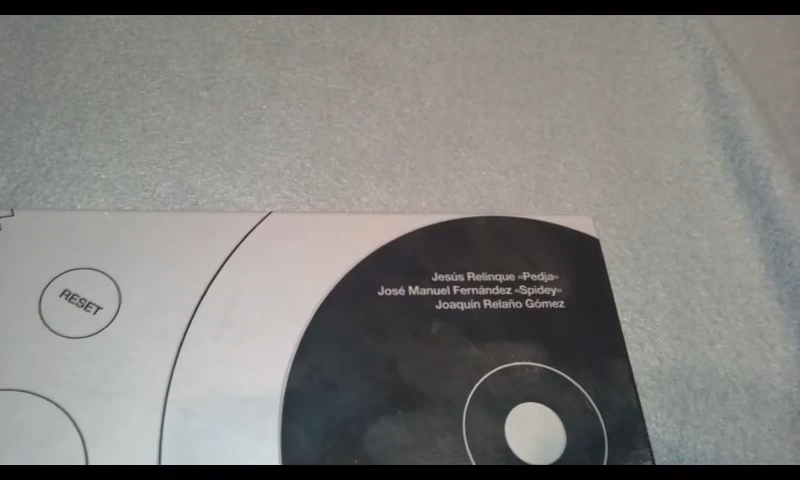 Jesús Relinque «Pedja»
José Manuel Fernández «Spidey»
Joaquín Relaño Gómez
RESET